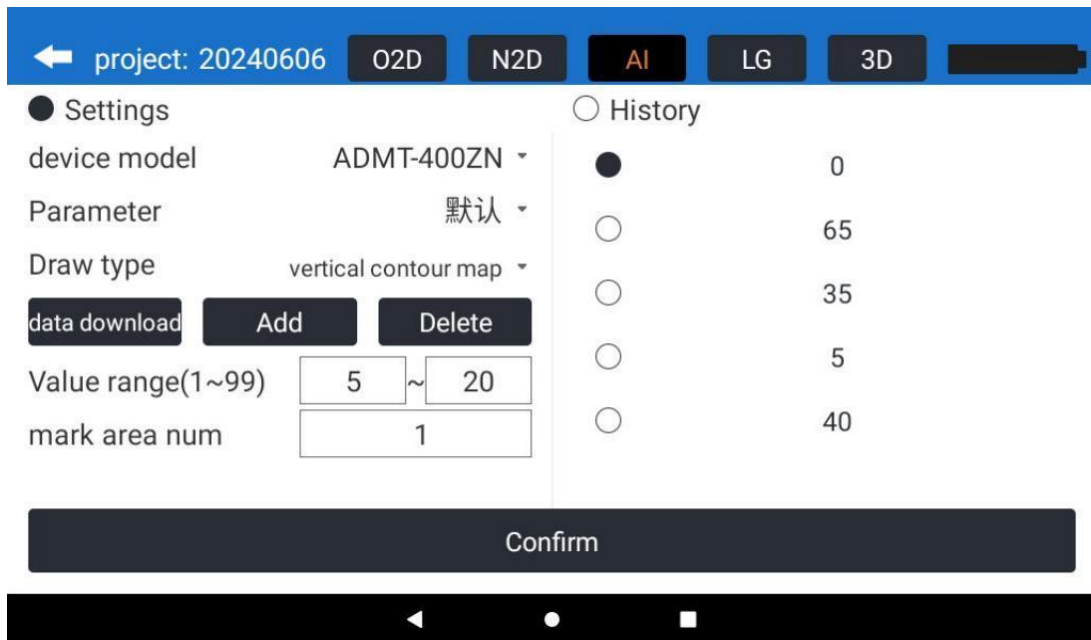 project: 20240606 O2D N2D AI LG 3D
Settings
device model ADMT-400ZN
Parameter 默认
Draw type vertical contour map
data download Add Delete
Value range(1~99) 5 ~ 20
mark area num 1
History
0
65
35
5
40
Confirm